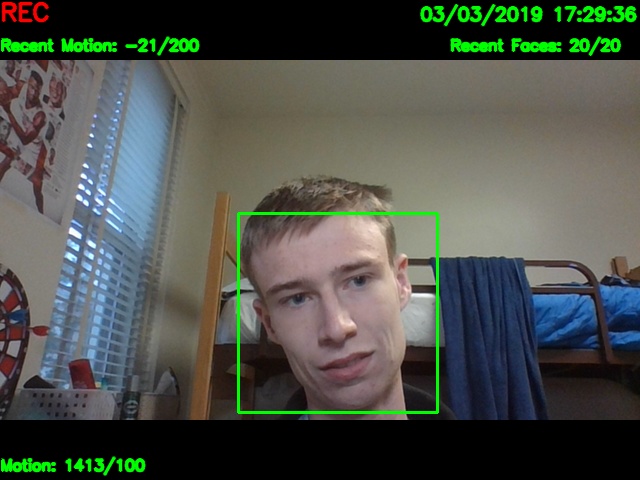 REC
03/03/2019 17:29:36
Recent Motion: -21/200
Recent Faces: 20/20
Motion: 1413/100